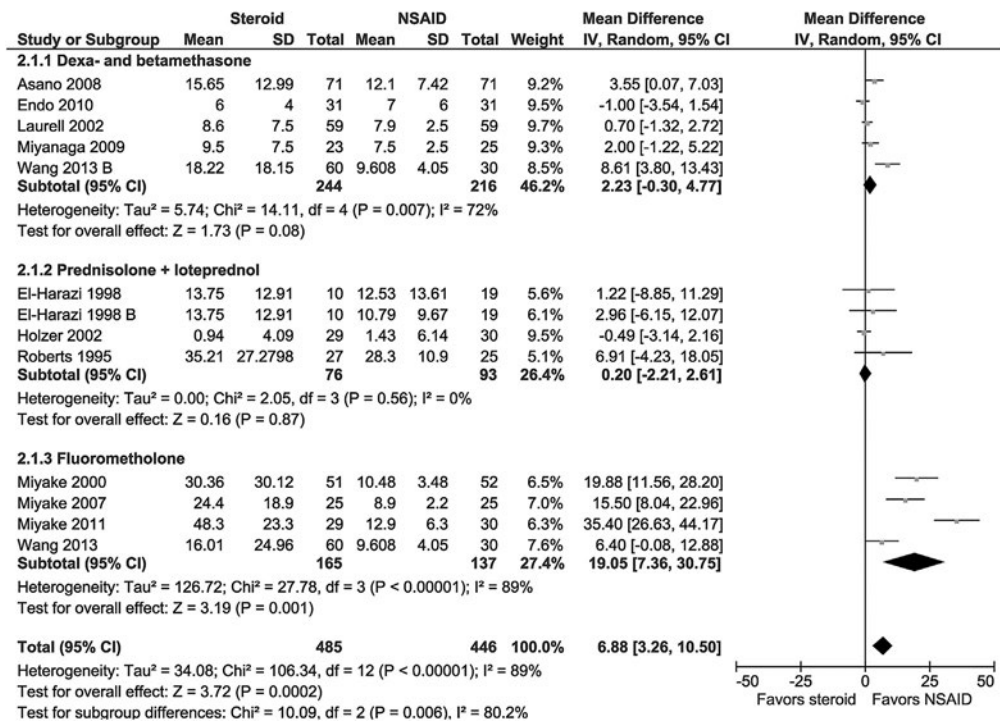 Steroid NSAID Mean Difference Mean Difference
Study or Subgroup Mean SD Total Mean SD Total Weight IV, Random, 95% CI IV, Random, 95% CI
2.1.1 Dexa- and betamethasone
Asano 2008 15.65 12.99 71 12.1 7.42 71 9.2% 3.55 [0.07, 7.03]
Endo 2010 6 4 31 7 6 31 9.5% -1.00 [-3.54, 1.54]
Laurell 2002 8.6 7.5 59 7.9 2.5 59 9.7% 0.70 [-1.32, 2.72]
Miyanaga 2009 9.5 7.5 23 7.5 2.5 25 9.3% 2.00 [-1.22, 5.22]
Wang 2013 B 18.22 18.15 60 9.608 4.05 30 8.5% 8.61 [3.80, 13.43]
Subtotal (95% CI) 244 216 46.2% 2.23 [-0.30, 4.77]
Heterogeneity: Tau² = 5.74; Chi² = 14.11, df = 4 (P = 0.007); I² = 72%
Test for overall effect: Z = 1.73 (P = 0.08)
2.1.2 Prednisolone + loteprednol
El-Harazi 1998 13.75 12.91 10 12.53 13.61 19 5.6% 1.22 [-8.85, 11.29]
El-Harazi 1998 B 13.75 12.91 10 10.79 9.67 19 6.1% 2.96 [-6.15, 12.07]
Holzer 2002 0.94 4.09 29 1.43 6.14 30 9.5% -0.49 [-3.14, 2.16]
Roberts 1995 35.21 27.2798 27 28.3 10.9 25 5.1% 6.91 [-4.23, 18.05]
Subtotal (95% CI) 76 93 26.4% 0.20 [-2.21, 2.61]
Heterogeneity: Tau² = 0.00; Chi² = 2.05, df = 3 (P = 0.56); I² = 0%
Test for overall effect: Z = 0.16 (P = 0.87)
2.1.3 Fluorometholone
Miyake 2000 30.36 30.12 51 10.48 3.48 52 6.5% 19.88 [11.56, 28.20]
Miyake 2007 24.4 18.9 25 8.9 2.2 25 7.0% 15.50 [8.04, 22.96]
Miyake 2011 48.3 23.3 29 12.9 6.3 30 6.3% 35.40 [26.63, 44.17]
Wang 2013 16.01 24.96 60 9.608 4.05 30 7.6% 6.40 [-0.08, 12.88]
Subtotal (95% CI) 165 137 27.4% 19.05 [7.36, 30.75]
Heterogeneity: Tau² = 126.72; Chi² = 27.78, df = 3 (P < 0.00001); I² = 89%
Test for overall effect: Z = 3.19 (P = 0.001)
Total (95% CI) 485 446 100.0% 6.88 [3.26, 10.50]
Heterogeneity: Tau² = 34.08; Chi² = 106.34, df = 12 (P < 0.00001); I² = 89%
Test for overall effect: Z = 3.72 (P = 0.0002)
Test for subgroup differences: Chi² = 10.09, df = 2 (P = 0.006), I² = 80.2%
-50 -25 0 25 50
Favors steroid Favors NSAID